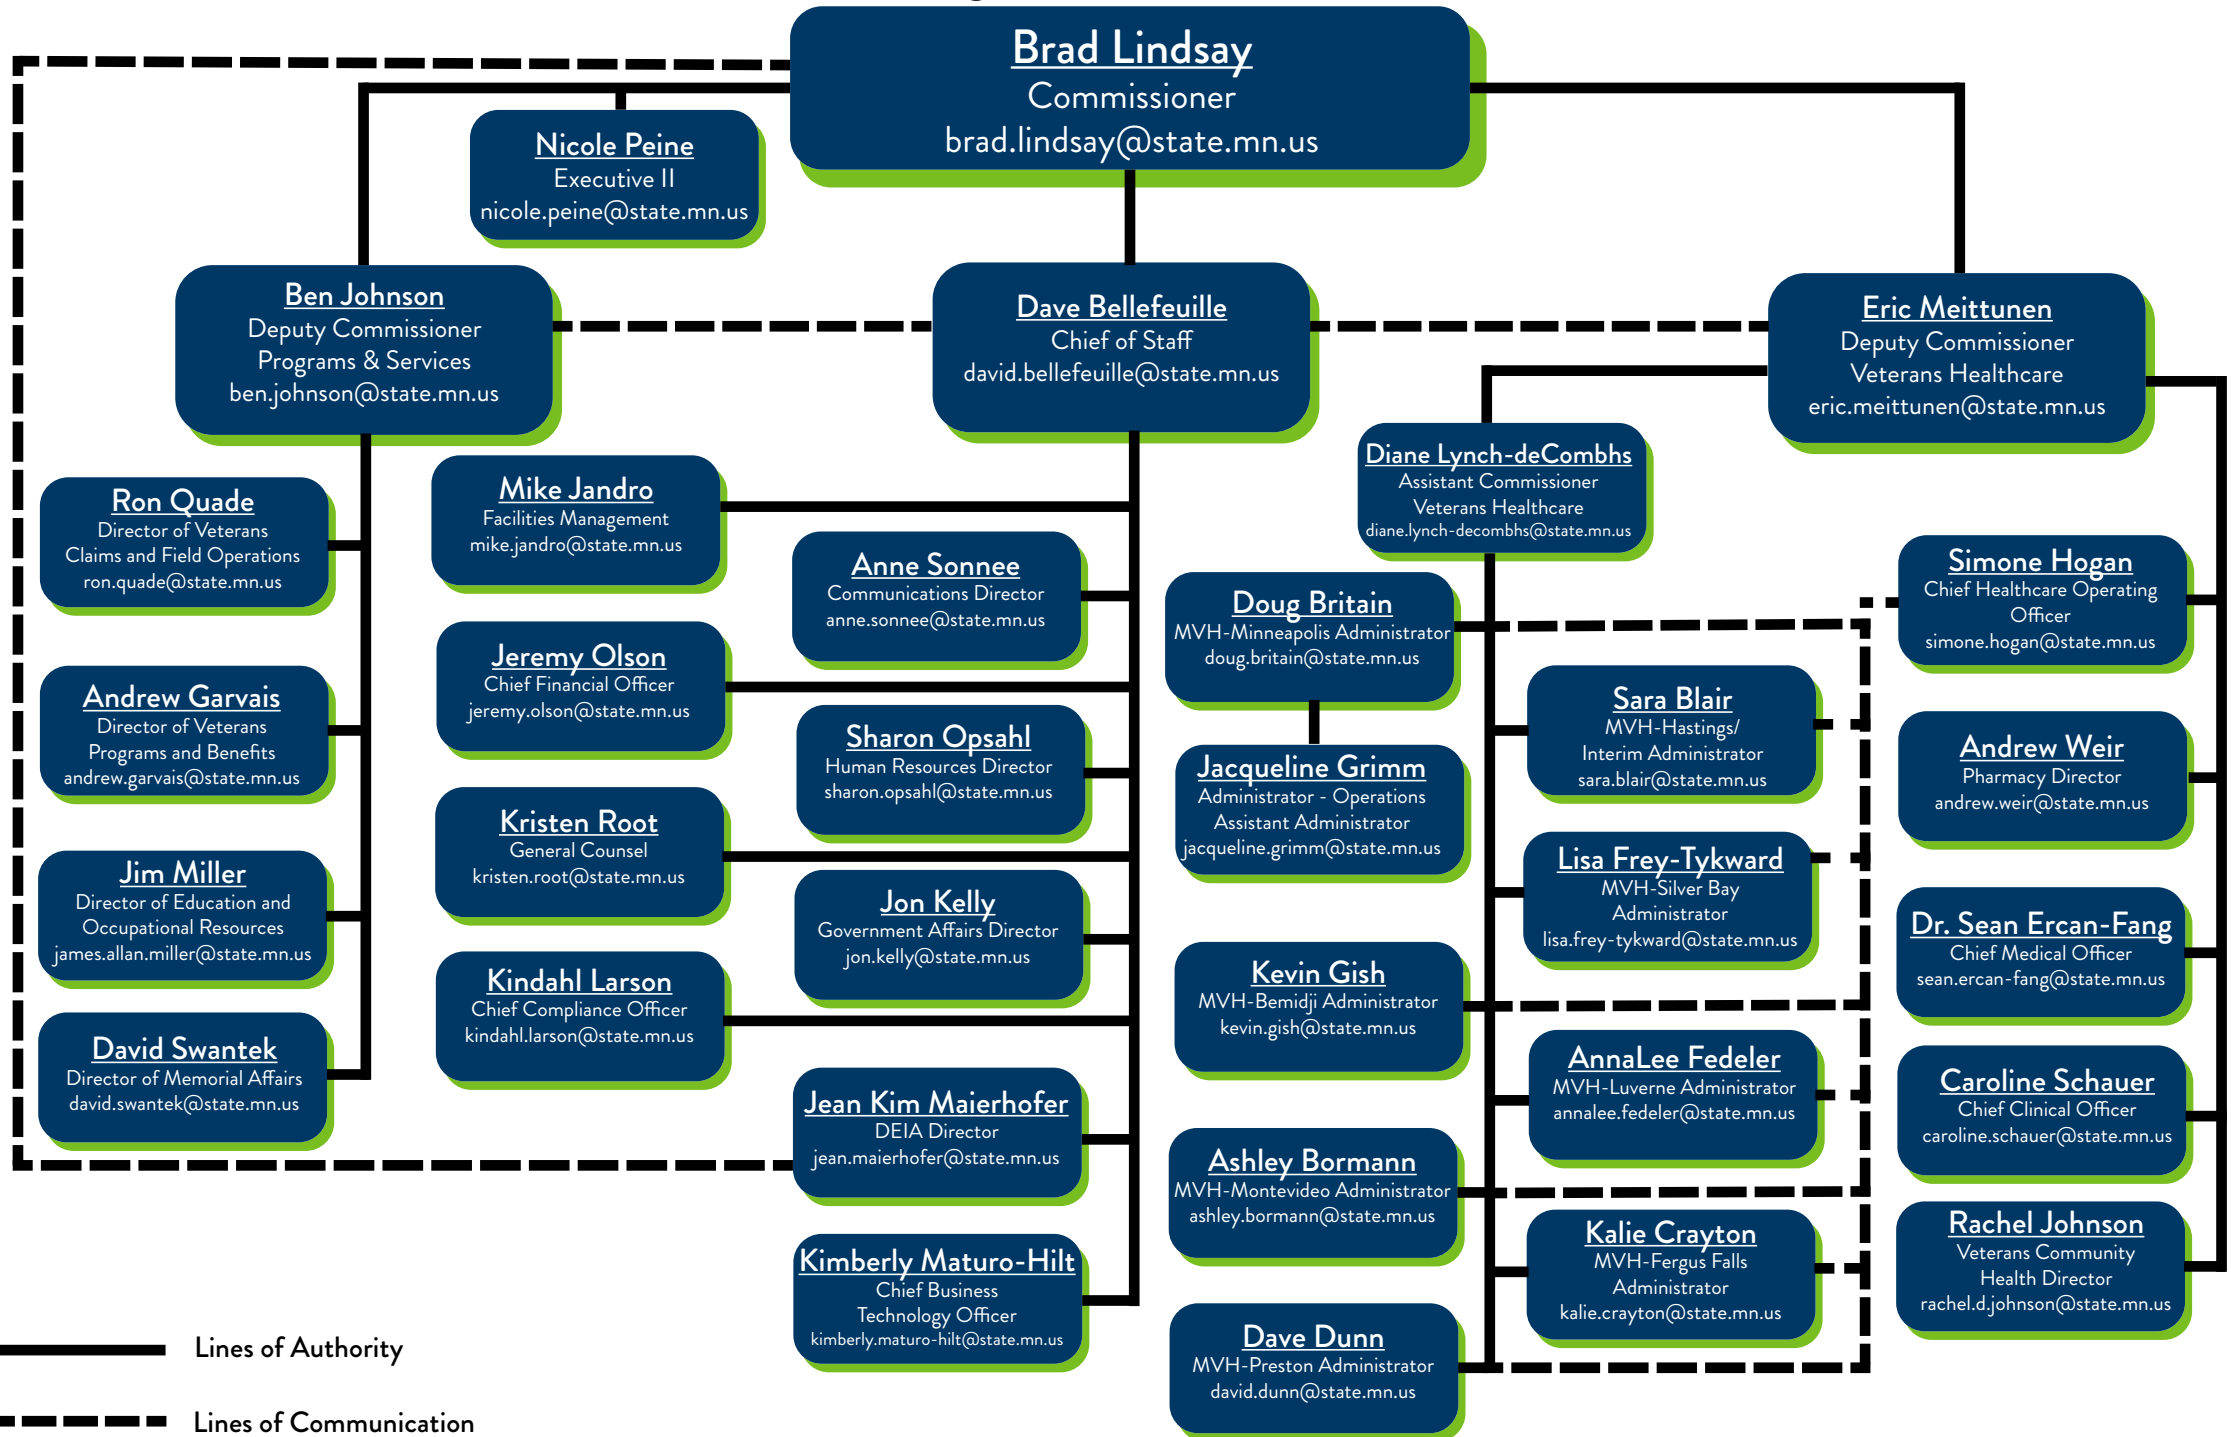 Brad Lindsay
Commissioner
brad.lindsay@state.mn.us
Nicole Peine
Executive II
nicole.peine@state.mn.us
Ben Johnson
Deputy Commissioner
Programs & Services
ben.johnson@state.mn.us
Dave Bellefeuille
Chief of Staff
david.bellefeuille@state.mn.us
Eric Meittunen
Deputy Commissioner
Veterans Healthcare
eric.meittunen@state.mn.us
Ron Quade
Director of Veterans
Claims and Field Operations
ron.quade@state.mn.us
Andrew Garvais
Director of Veterans
Programs and Benefits
andrew.garvais@state.mn.us
Jim Miller
Director of Education and
Occupational Resources
james.allan.miller@state.mn.us
David Swantek
Director of Memorial Affairs
david.swantek@state.mn.us
Mike Jandro
Facilities Management
mike.jandro@state.mn.us
Anne Sonnee
Communications Director
anne.sonnee@state.mn.us
Jeremy Olson
Chief Financial Officer
jeremy.olson@state.mn.us
Sharon Opsahl
Human Resources Director
sharon.opsahl@state.mn.us
Kristen Root
General Counsel
kristen.root@state.mn.us
Jon Kelly
Government Affairs Director
jon.kelly@state.mn.us
Kindahl Larson
Chief Compliance Officer
kindahl.larson@state.mn.us
Jean Kim Maierhofer
DEIA Director
jean.maierhofer@state.mn.us
Kimberly Maturo-Hilt
Chief Business
Technology Officer
kimberly.maturo-hilt@state.mn.us
Diane Lynch-deCombhs
Assistant Commissioner
Veterans Healthcare
diane.lynch-decombhs@state.mn.us
Doug Britain
MVH-Minneapolis Administrator
doug.britain@state.mn.us
Jacqueline Grimm
Administrator - Operations
Assistant Administrator
jacqueline.grimm@state.mn.us
Sara Blair
MVH-Hastings/
Interim Administrator
sara.blair@state.mn.us
Lisa Frey-Tykward
MVH-Silver Bay
Administrator
lisa.frey-tykward@state.mn.us
Kevin Gish
MVH-Bemidji Administrator
kevin.gish@state.mn.us
AnnaLee Fedeler
MVH-Luverne Administrator
annalee.fedeler@state.mn.us
Ashley Bormann
MVH-Montevideo Administrator
ashley.bormann@state.mn.us
Kalie Crayton
MVH-Fergus Falls
Administrator
kalie.crayton@state.mn.us
Dave Dunn
MVH-Preston Administrator
david.dunn@state.mn.us
Simone Hogan
Chief Healthcare Operating
Officer
simone.hogan@state.mn.us
Andrew Weir
Pharmacy Director
andrew.weir@state.mn.us
Dr. Sean Ercan-Fang
Chief Medical Officer
sean.ercan-fang@state.mn.us
Caroline Schauer
Chief Clinical Officer
caroline.schauer@state.mn.us
Rachel Johnson
Veterans Community
Health Director
rachel.d.johnson@state.mn.us
Lines of Authority
Lines of Communication